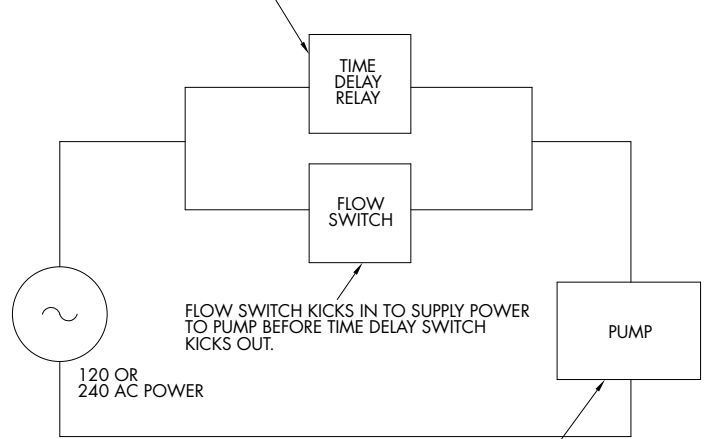 TIME
DELAY
RELAY
FLOW
SWITCH
FLOW SWITCH KICKS IN TO SUPPLY POWER
TO PUMP BEFORE TIME DELAY SWITCH
KICKS OUT.
PUMP
120 OR
240 AC POWER